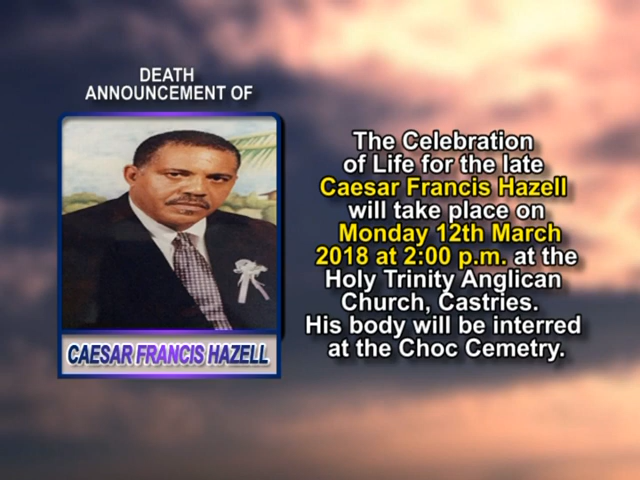 DEATH
ANNOUNCEMENT OF
CAESAR FRANCIS HAZELL
The Celebration
of Life for the late
Caesar Francis Hazell
will take place on
Monday 12th March
2018 at 2:00 p.m. at the
Holy Trinity Anglican
Church, Castries.
His body will be interred
at the Choc Cemetry.